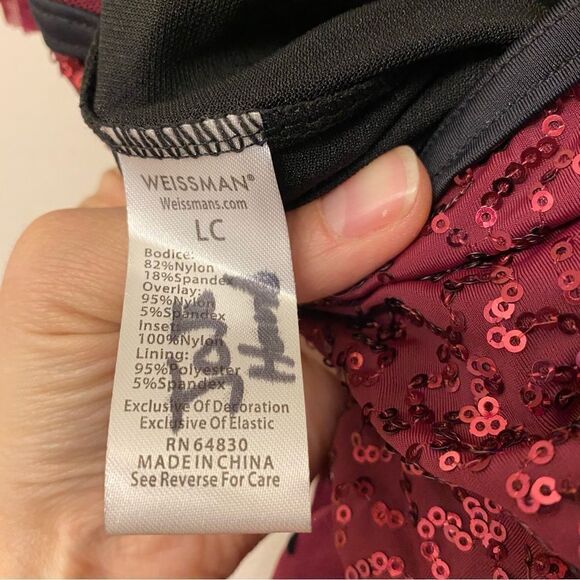 WEISSMAN®
Weissmans.com
LC
Bodice:
82%Nylon
18%Spandex
Overlay:
95%Nylon
5%Spandex
Inset:
100%Nylon
Lining:
95%Polyester
5%Spandex
Exclusive Of Decoration
Exclusive Of Elastic
RN 64830
MADE IN CHINA
See Reverse For Care